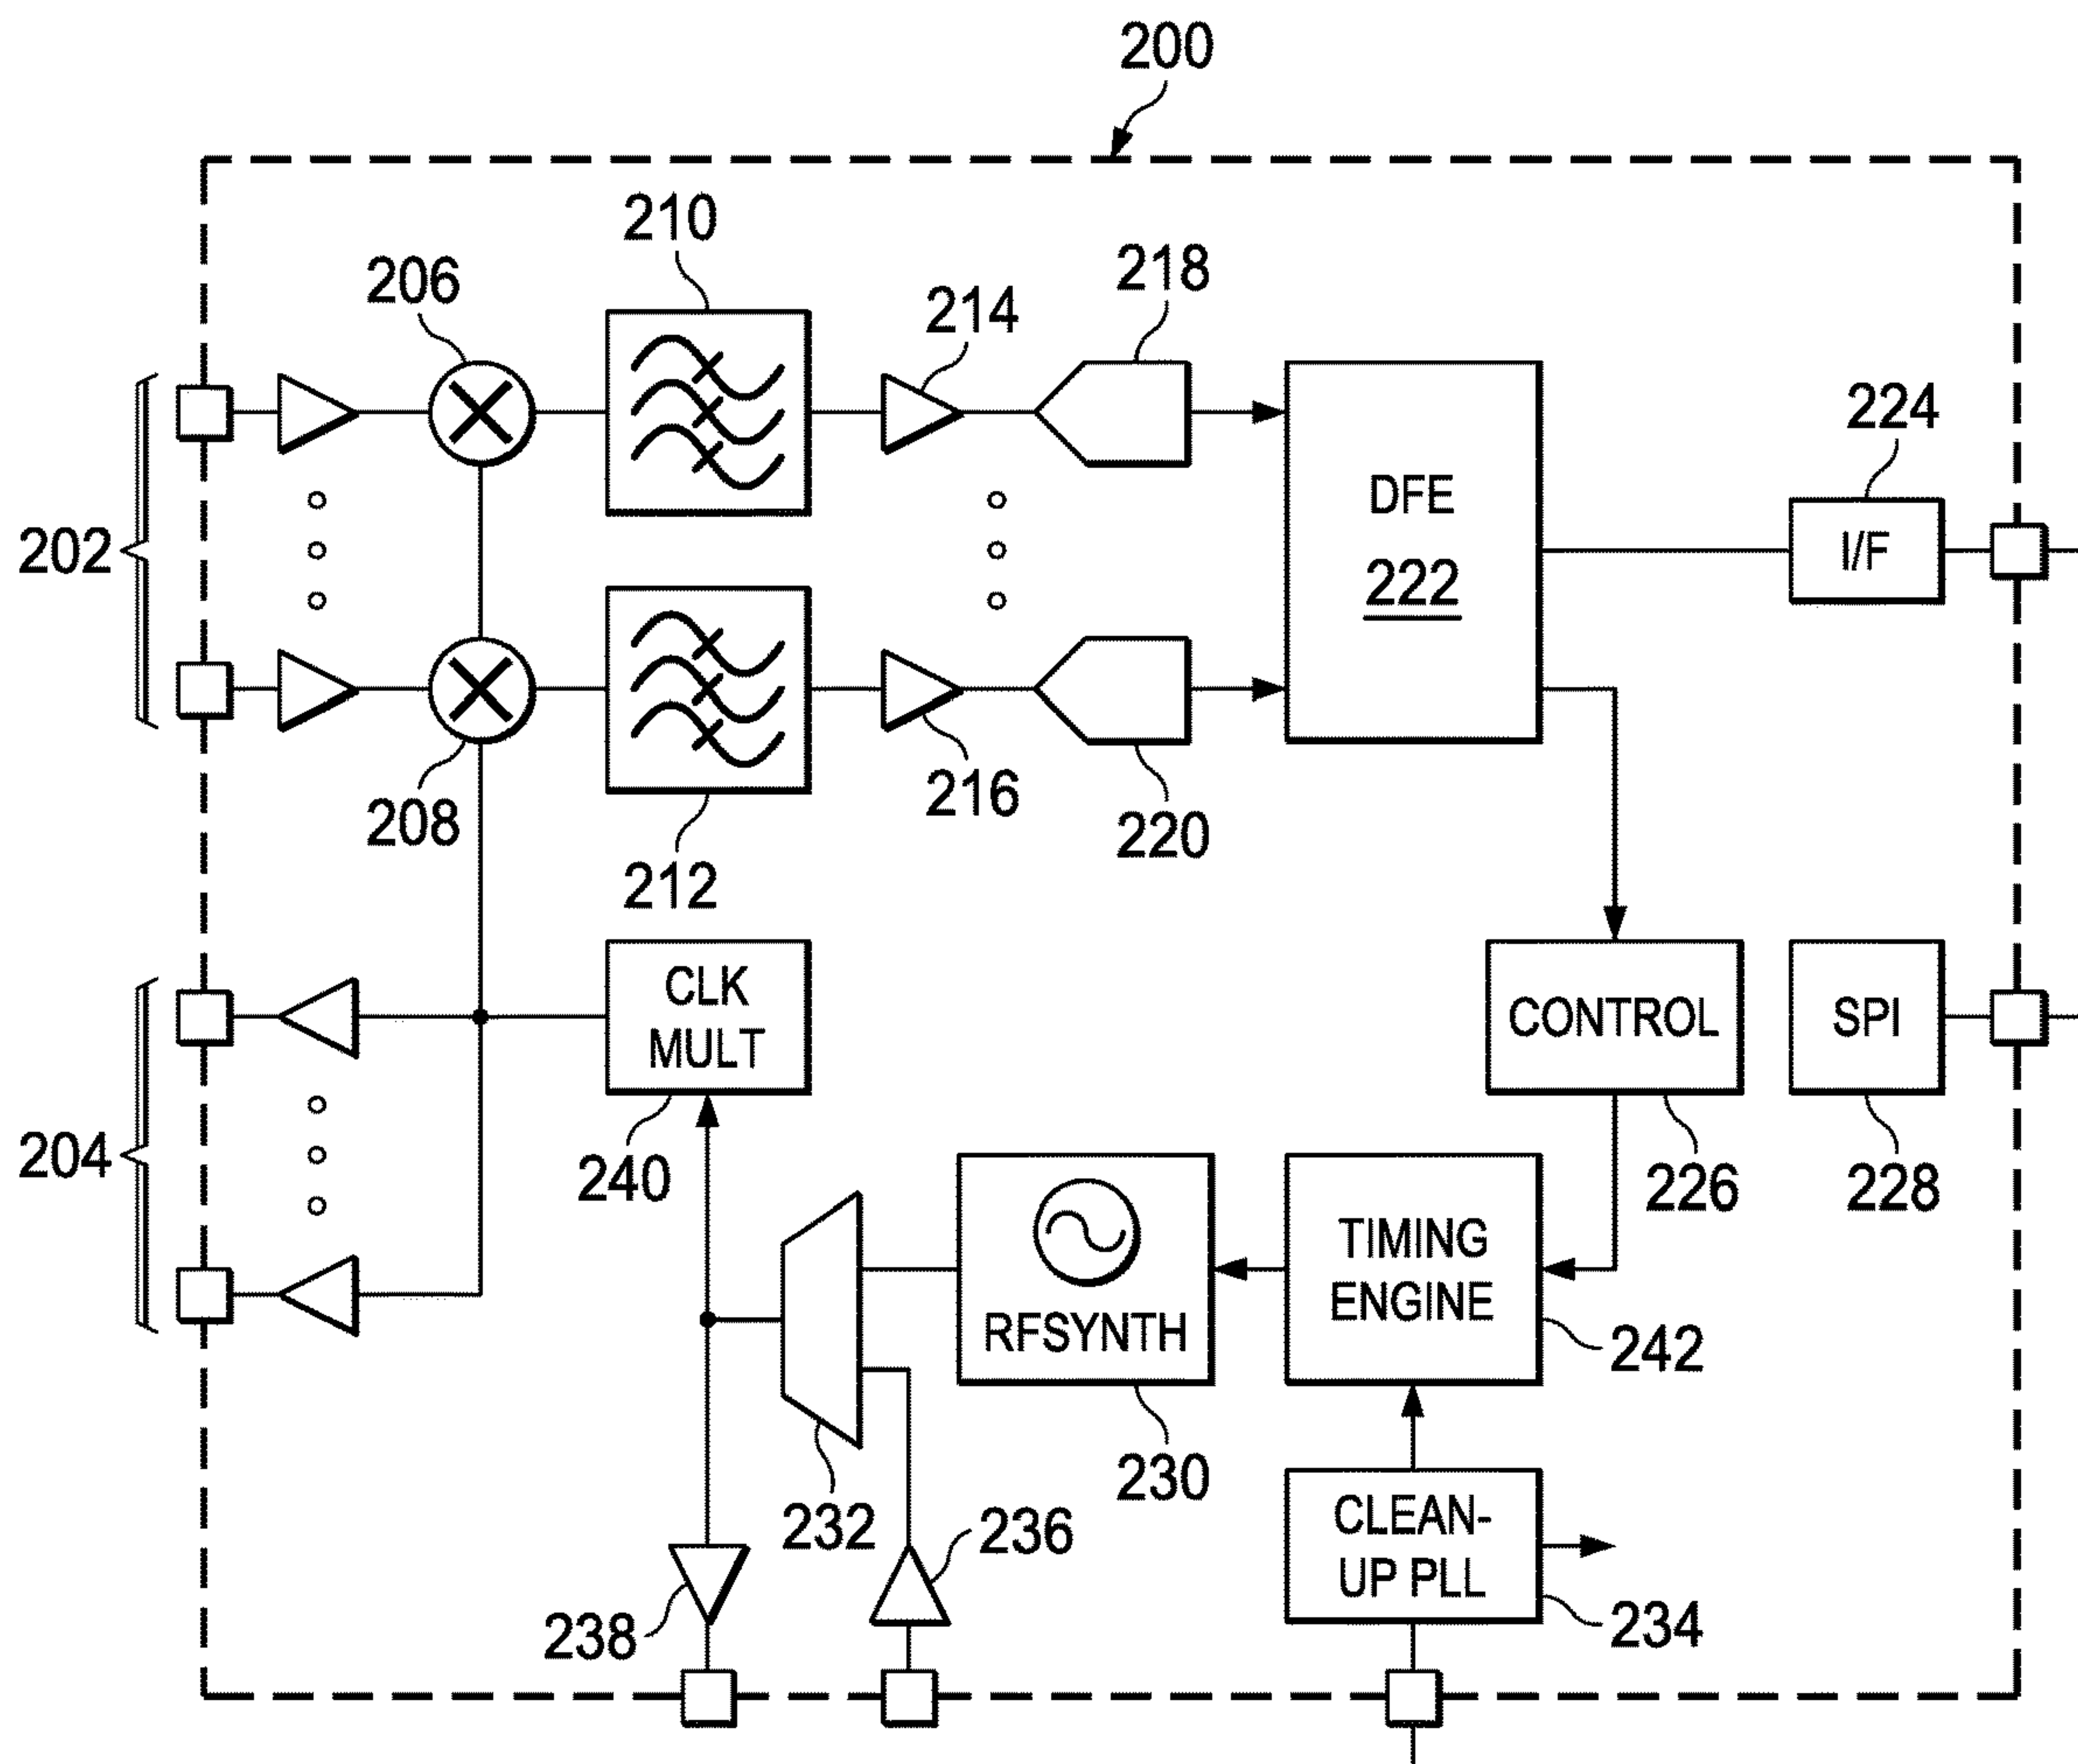 200
210
206
218
214
224
202
DFE
222
I/F
208
216
220
212
CLK
MULT
CONTROL
SPI
204
240
226
228
TIMING
ENGINE
RFSYNTH
242
230
232
236
CLEAN-
UP PLL
238
234